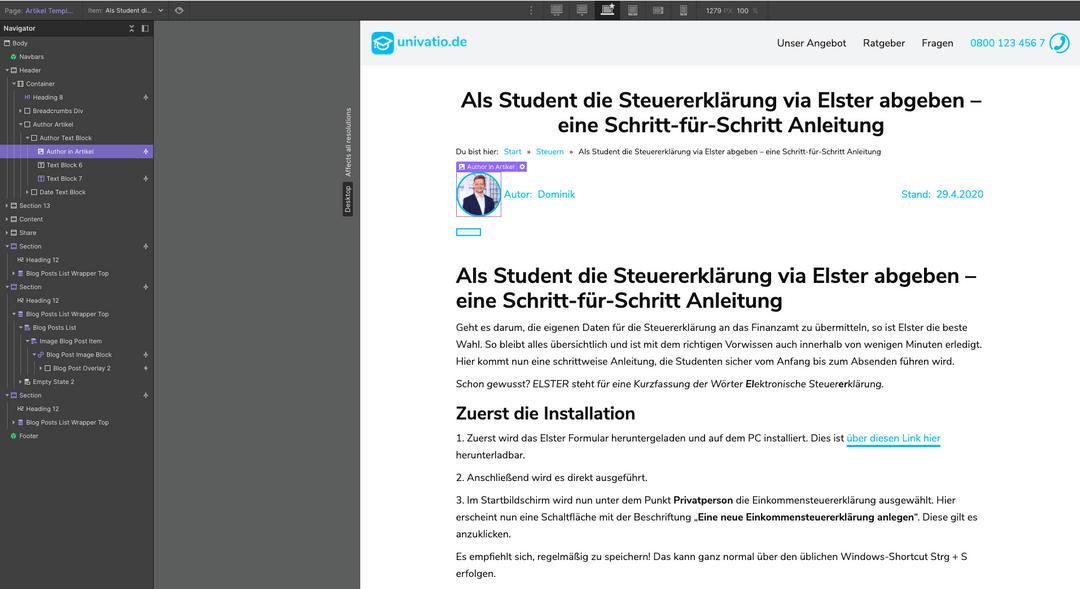 Page: Artikel Templ...
Item: Als Student di...
1279 PX 100 %
Navigator
Body
Navbars
Header
Container
H1 Heading 8
Breadcrumbs Div
Author Artikel
Author Text Block
Author in Artikel
Text Block 6
Text Block 7
Date Text Block
Section 13
Content
Share
Section
H2 Heading 12
Blog Posts List Wrapper Top
Section
H2 Heading 12
Blog Posts List Wrapper Top
Blog Posts List
Image Blog Post Item
Blog Post Image Block
Blog Post Overlay 2
Empty State 2
Section
H2 Heading 12
Blog Posts List Wrapper Top
Footer
Affects all resolutions
Desktop
univatio.de
Unser Angebot Ratgeber Fragen 0800 123 456 7
Als Student die Steuererklärung via Elster abgeben –
eine Schritt-für-Schritt Anleitung
Du bist hier: Start » Steuern » Als Student die Steuererklärung via Elster abgeben – eine Schritt-für-Schritt Anleitung
Author in Artikel
Autor: Dominik
Stand: 29.4.2020
Als Student die Steuererklärung via Elster abgeben –
eine Schritt-für-Schritt Anleitung
Geht es darum, die eigenen Daten für die Steuererklärung an das Finanzamt zu übermitteln, so ist Elster die beste
Wahl. So bleibt alles übersichtlich und ist mit dem richtigen Vorwissen auch innerhalb von wenigen Minuten erledigt.
Hier kommt nun eine schrittweise Anleitung, die Studenten sicher vom Anfang bis zum Absenden führen wird.
Schon gewusst? ELSTER steht für eine Kurzfassung der Wörter Elektronische Steuererklärung.
Zuerst die Installation
1. Zuerst wird das Elster Formular heruntergeladen und auf dem PC installiert. Dies ist über diesen Link hier
herunterladbar.
2. Anschließend wird es direkt ausgeführt.
3. Im Startbildschirm wird nun unter dem Punkt Privatperson die Einkommensteuererklärung ausgewählt. Hier
erscheint nun eine Schaltfläche mit der Beschriftung „Eine neue Einkommensteuererklärung anlegen“. Diese gilt es
anzuklicken.
Es empfiehlt sich, regelmäßig zu speichern! Das kann ganz normal über den üblichen Windows-Shortcut Strg + S
erfolgen.